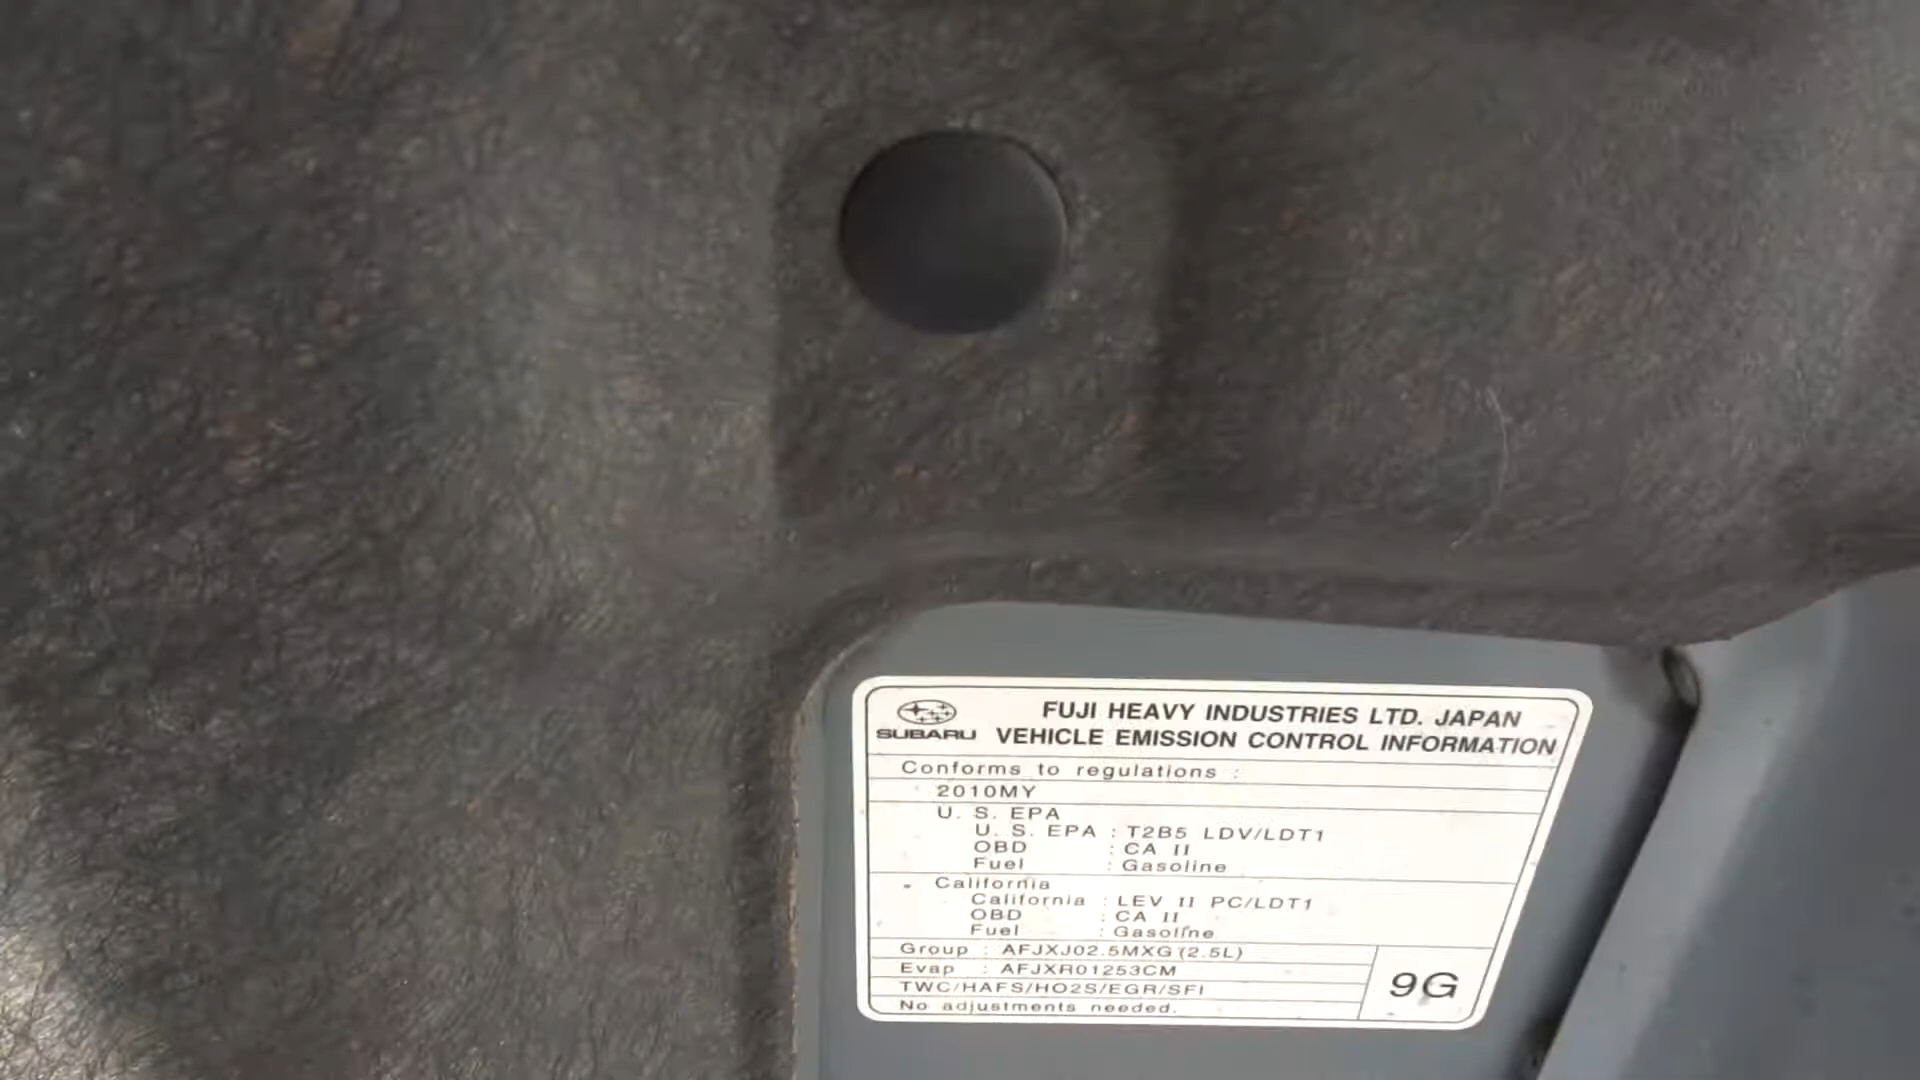 SUBARU
FUJI HEAVY INDUSTRIES LTD. JAPAN
VEHICLE EMISSION CONTROL INFORMATION
Conforms to regulations :
2010MY
U. S. EPA
U. S. EPA : T2B5 LDV/LDT1
OBD : CA II
Fuel : Gasoline
California
California : LEV II PC/LDT1
OBD : CA II
Fuel : Gasoline
Group : AFJXJ02.5MXG (2.5L)
Evap : AFJXR01253CM
TWC/HAFS/HO2S/EGR/SFI
No adjustments needed.
9G